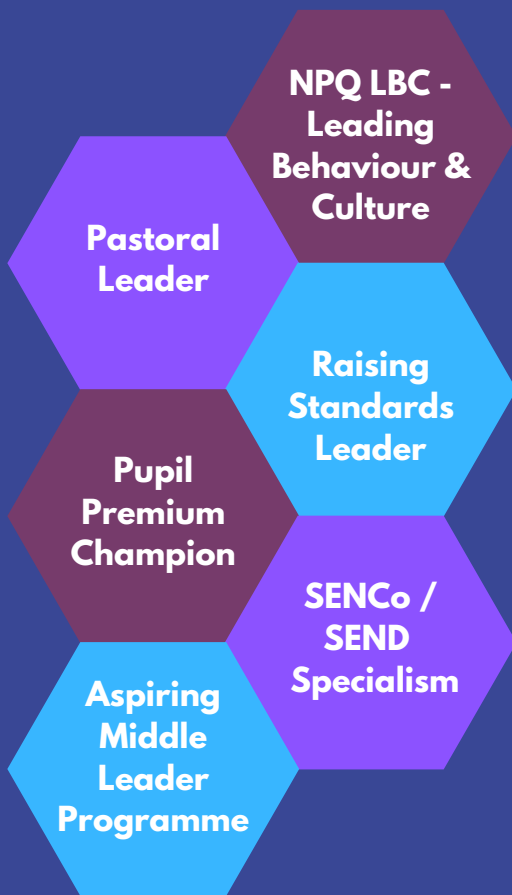 NPQ LBC -
Leading
Behaviour &
Culture
Pastoral
Leader
Raising
Standards
Leader
Pupil
Premium
Champion
SENCo /
SEND
Specialism
Aspiring
Middle
Leader
Programme